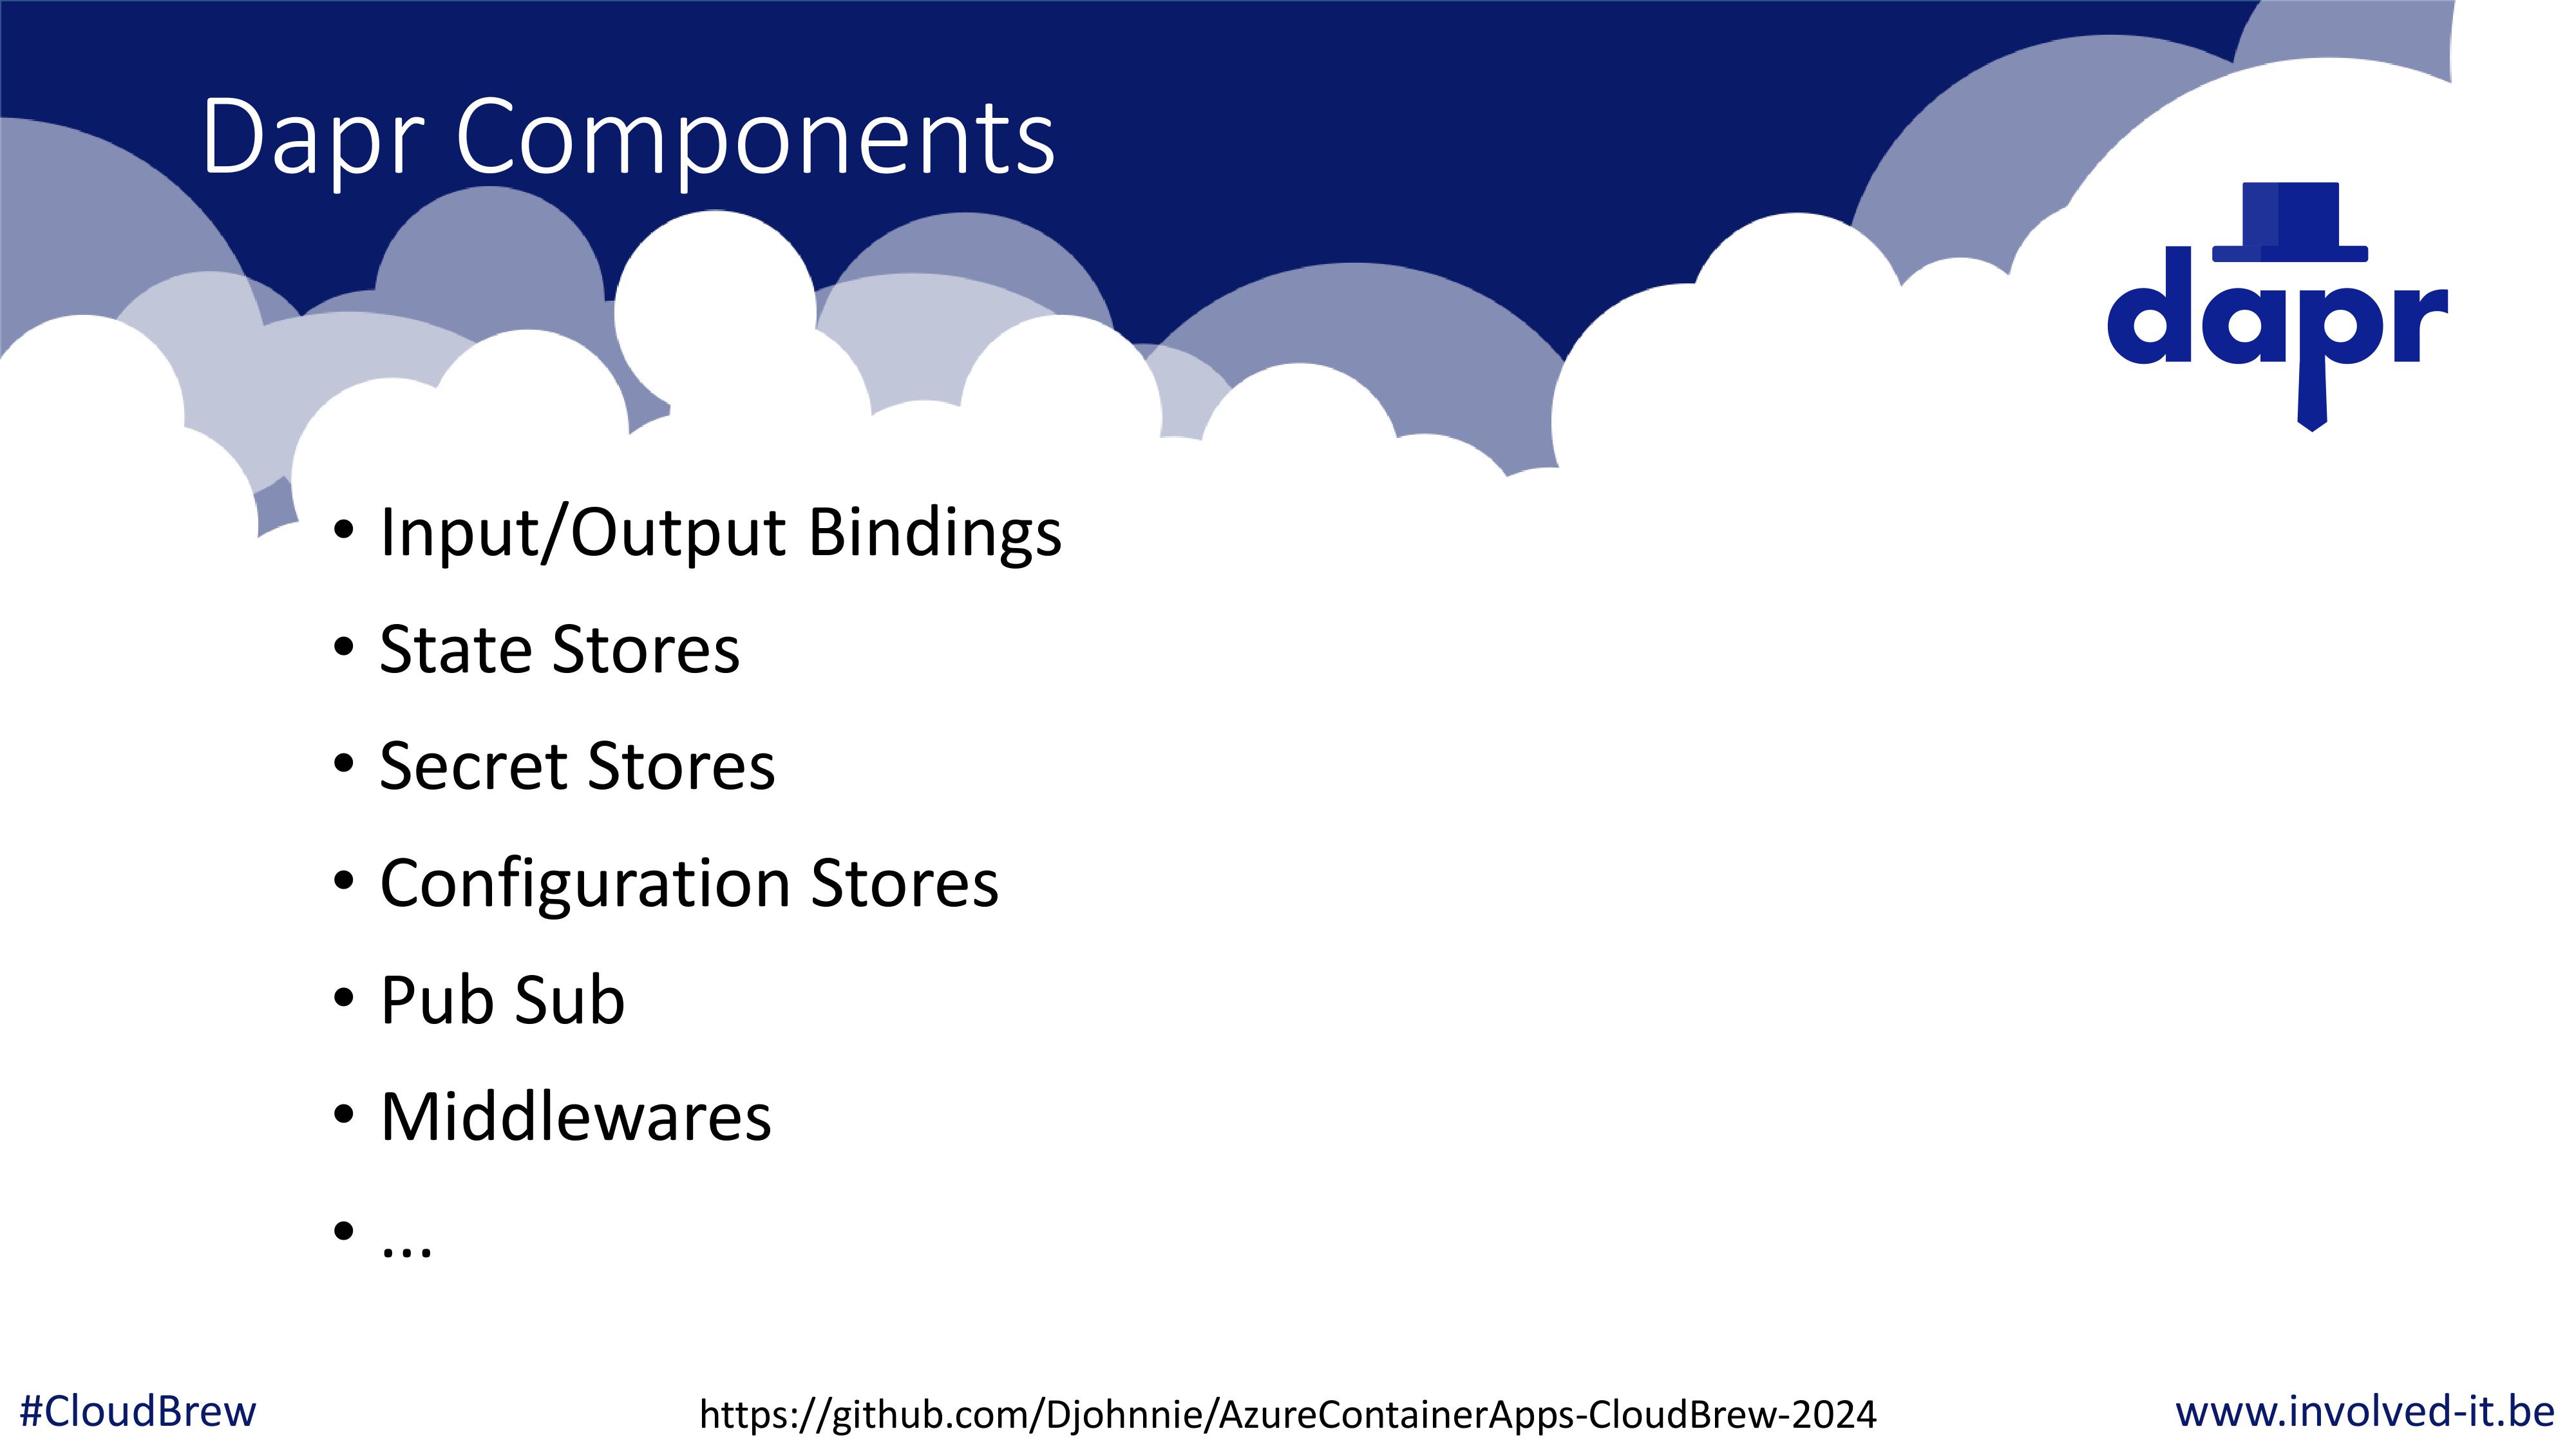 Dapr Components
dapr
• Input/Output Bindings
• State Stores
• Secret Stores
• Configuration Stores
• Pub Sub
• Middlewares
• ...
#CloudBrew
https://github.com/Djohnnie/AzureContainerApps-CloudBrew-2024
www.involved-it.be